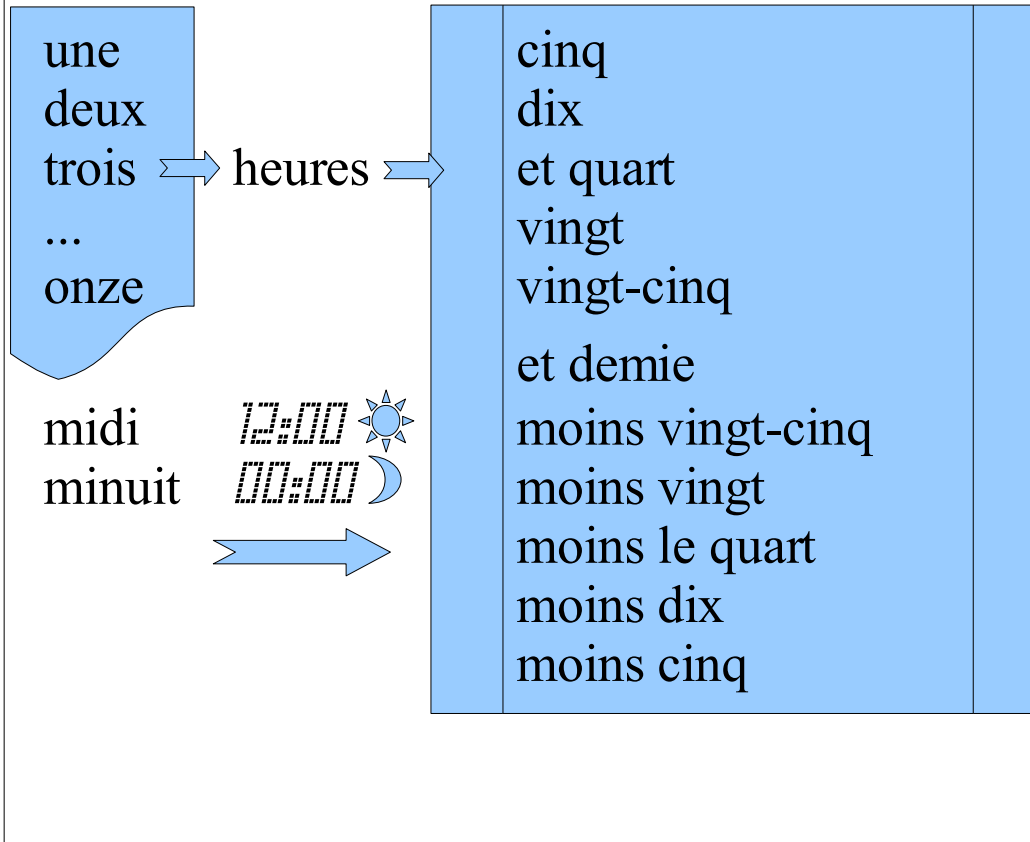 une
deux
trois
...
onze
heures
midi 12:00
minuit 00:00
cinq
dix
et quart
vingt
vingt-cinq
et demie
moins vingt-cinq
moins vingt
moins le quart
moins dix
moins cinq